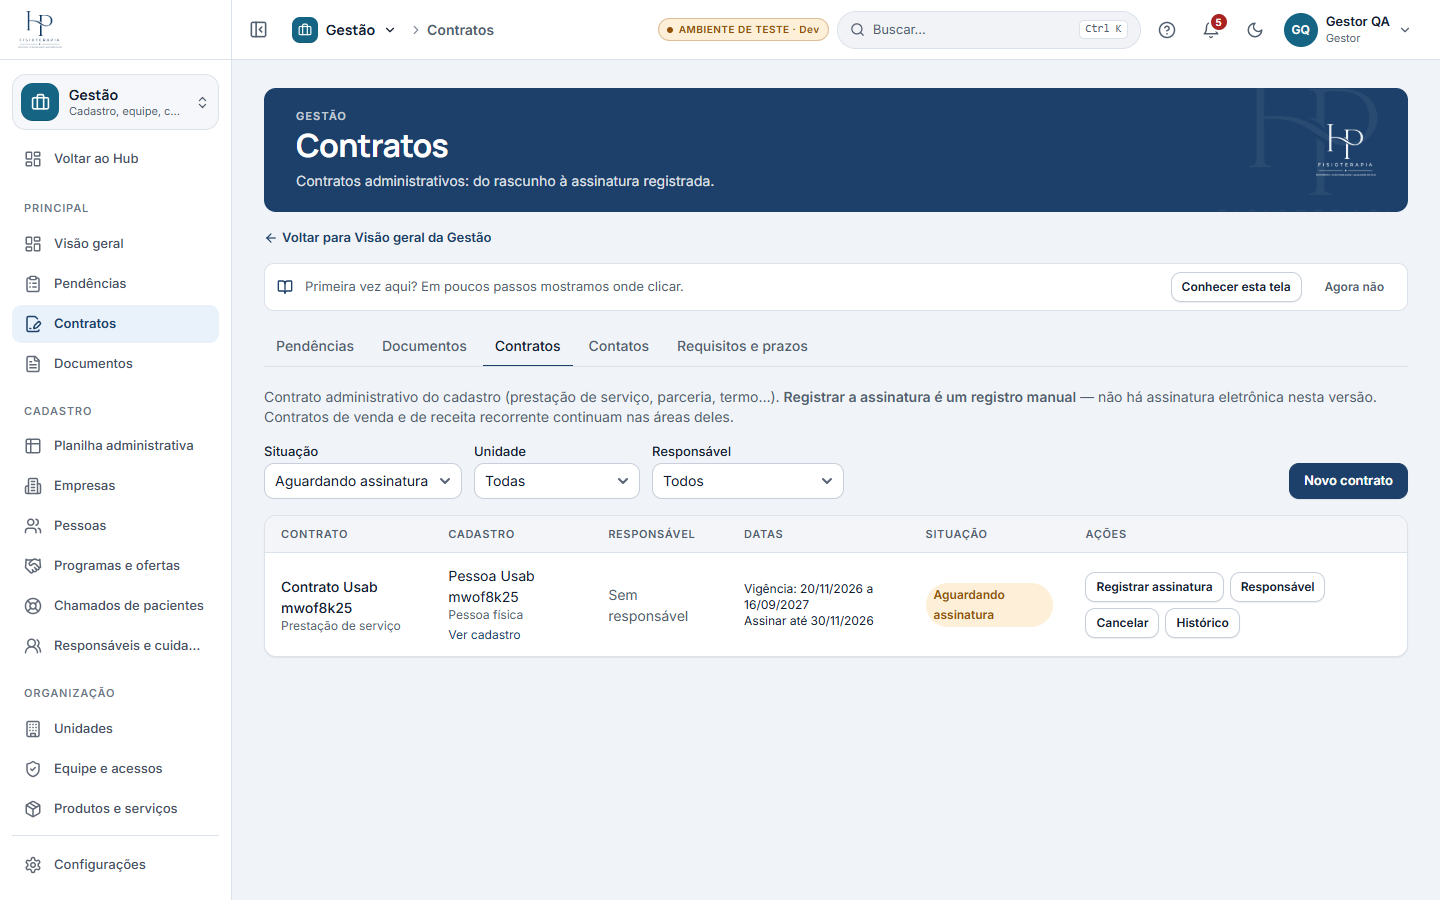 HP
FISIOTERAPIA
Gestão
Contratos
AMBIENTE DE TESTE · Dev
Buscar...
Ctrl K
5
GQ
Gestor QA
Gestor
Gestão
Cadastro, equipe, c...
Voltar ao Hub
PRINCIPAL
Visão geral
Pendências
Contratos
Documentos
CADASTRO
Planilha administrativa
Empresas
Pessoas
Programas e ofertas
Chamados de pacientes
Responsáveis e cuida...
ORGANIZAÇÃO
Unidades
Equipe e acessos
Produtos e serviços
Configurações
GESTÃO
Contratos
Contratos administrativos: do rascunho à assinatura registrada.
HP
FISIOTERAPIA
Voltar para Visão geral da Gestão
Primeira vez aqui? Em poucos passos mostramos onde clicar.
Conhecer esta tela
Agora não
Pendências
Documentos
Contratos
Contatos
Requisitos e prazos
Contrato administrativo do cadastro (prestação de serviço, parceria, termo...). Registrar a assinatura é um registro manual — não há assinatura eletrônica nesta versão.
Contratos de venda e de receita recorrente continuam nas áreas deles.
Situação
Unidade
Responsável
Aguardando assinatura
Todas
Todos
Novo contrato
CONTRATO
CADASTRO
RESPONSÁVEL
DATAS
SITUAÇÃO
AÇÕES
Contrato Usab
mwof8k25
Prestação de serviço
Pessoa Usab
mwof8k25
Pessoa física
Ver cadastro
Sem
responsável
Vigência: 20/11/2026 a
16/09/2027
Assinar até 30/11/2026
Aguardando
assinatura
Registrar assinatura
Responsável
Cancelar
Histórico